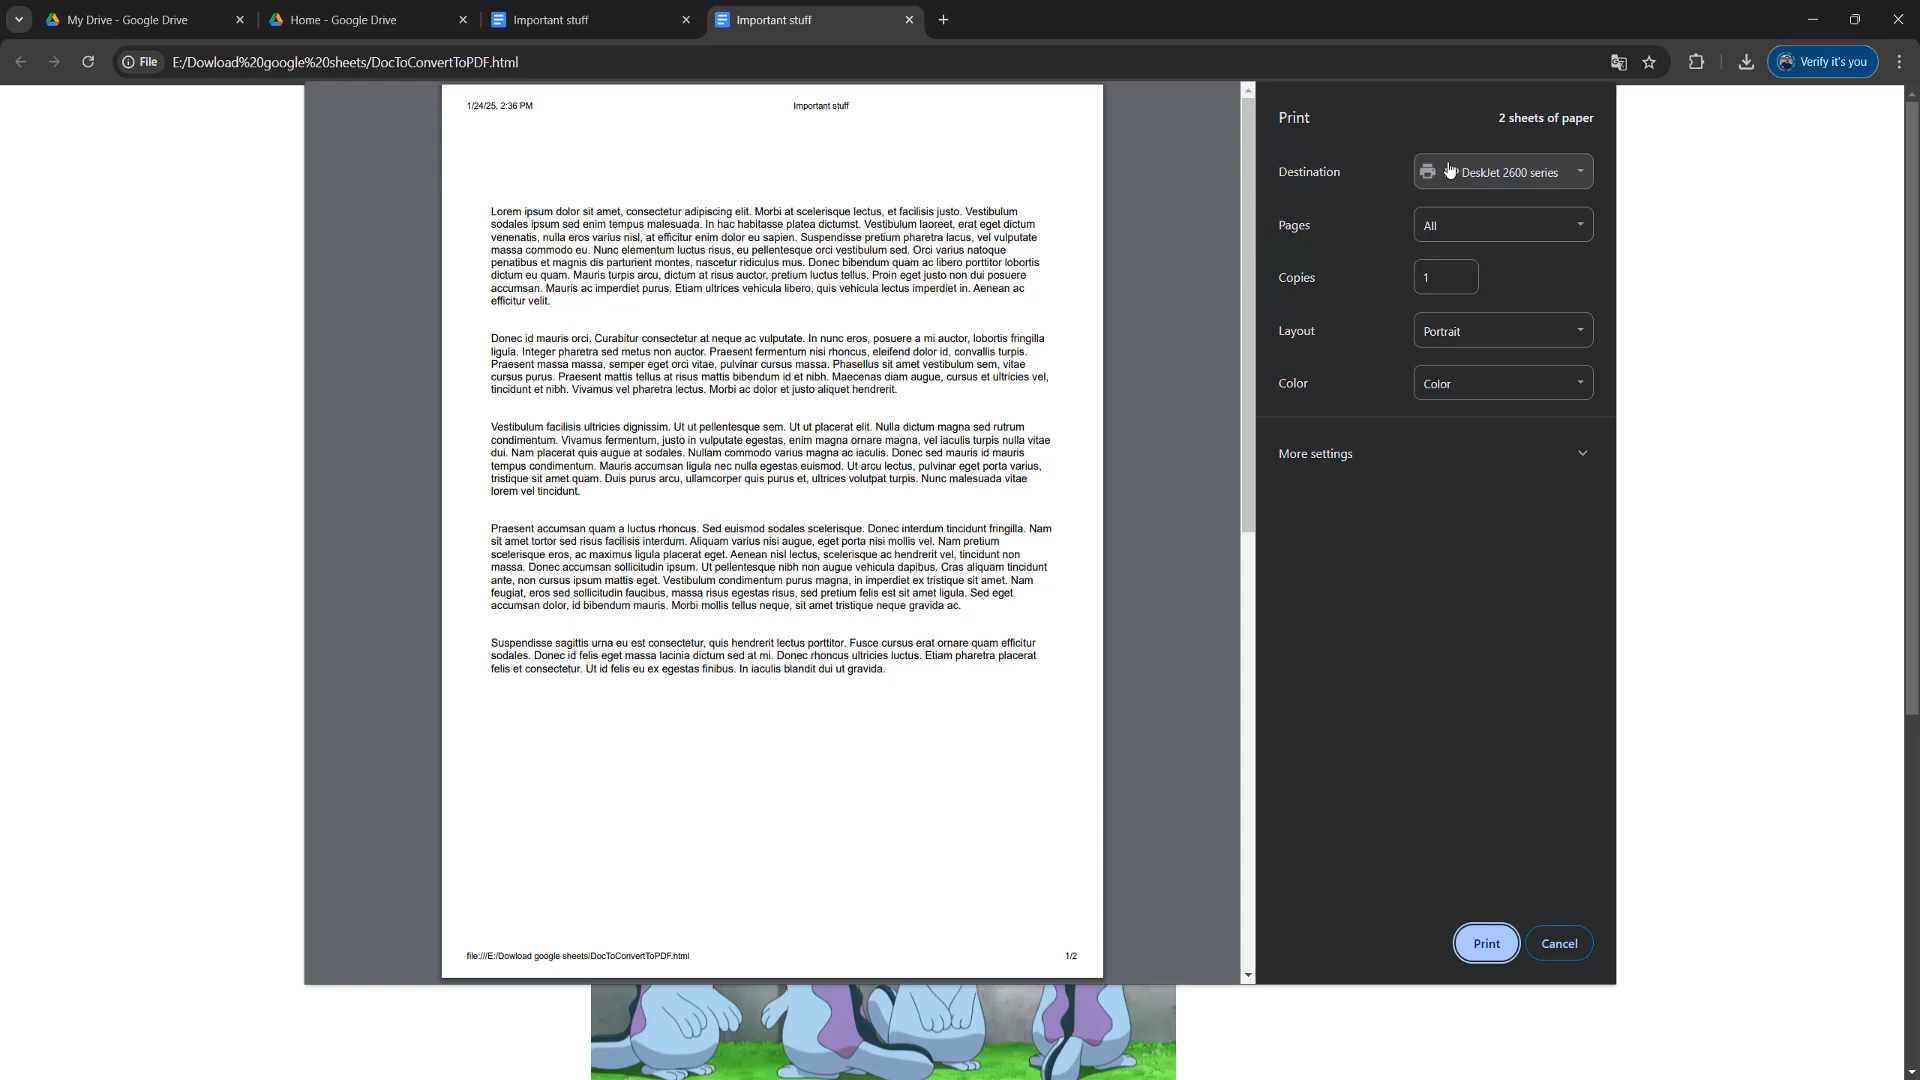 My Drive - Google Drive
Home - Google Drive
Important stuff
Important stuff
File
E:/Dowload%20google%20sheets/DocToConvertToPDF.html
Verify it's you
1/24/25, 2:36 PM
Important stuff
Lorem ipsum dolor sit amet, consectetur adipiscing elit. Morbi at scelerisque lectus, et facilisis justo. Vestibulum
sodales ipsum sed enim tempus malesuada. In hac habitasse platea dictumst. Vestibulum laoreet, erat eget dictum
venenatis, nulla eros varius nisl, at efficitur enim dolor eu sapien. Suspendisse pretium pharetra lacus, vel vulputate
massa commodo eu. Nunc elementum luctus risus, eu pellentesque orci vestibulum sed. Orci varius natoque
penatibus et magnis dis parturient montes, nascetur ridiculus mus. Donec bibendum quam ac libero porttitor lobortis
dictum eu quam. Mauris turpis arcu, dictum at risus auctor, pretium luctus tellus. Proin eget justo non dui posuere
accumsan. Mauris ac imperdiet purus. Etiam ultrices vehicula libero, quis vehicula lectus imperdiet in. Aenean ac
efficitur velit.
Donec id mauris orci. Curabitur consectetur at neque ac vulputate. In nunc eros, posuere a mi auctor, lobortis fringilla
ligula. Integer pharetra sed metus non auctor. Praesent fermentum nisi rhoncus, eleifend dolor id, convallis turpis.
Praesent massa massa, semper eget orci vitae, pulvinar cursus massa. Phasellus sit amet vestibulum sem, vitae
cursus purus. Praesent mattis tellus at risus mattis bibendum id et nibh. Maecenas diam augue, cursus et ultricies vel,
tincidunt et nibh. Vivamus vel pharetra lectus. Morbi ac dolor et justo aliquet hendrerit.
Vestibulum facilisis ultricies dignissim. Ut ut pellentesque sem. Ut ut placerat elit. Nulla dictum magna sed rutrum
condimentum. Vivamus fermentum, justo in vulputate egestas, enim magna ornare magna, vel iaculis turpis nulla vitae
dui. Nam placerat quis augue at sodales. Nullam commodo varius magna ac iaculis. Donec sed mauris id mauris
tempus condimentum. Mauris accumsan ligula nec nulla egestas euismod. Ut arcu lectus, pulvinar eget porta varius,
tristique sit amet quam. Duis purus arcu, ullamcorper quis purus et, ultrices volutpat turpis. Nunc malesuada vitae
lorem vel tincidunt.
Praesent accumsan quam a luctus rhoncus. Sed euismod sodales scelerisque. Donec interdum tincidunt fringilla. Nam
sit amet tortor sed risus facilisis interdum. Aliquam varius nisi augue, eget porta nisi mollis vel. Nam pretium
scelerisque eros, ac maximus ligula placerat eget. Aenean nisl lectus, scelerisque ac hendrerit vel, tincidunt non
massa. Donec accumsan sollicitudin ipsum. Ut pellentesque nibh non augue vehicula dapibus. Cras aliquam tincidunt
ante, non cursus ipsum mattis eget. Vestibulum condimentum purus magna, in imperdiet ex tristique sit amet. Nam
feugiat, eros sed sollicitudin faucibus, massa risus egestas risus, sed pretium felis est sit amet ligula. Sed eget
accumsan dolor, id bibendum mauris. Morbi mollis tellus neque, sit amet tristique neque gravida ac.
Suspendisse sagittis urna eu est consectetur, quis hendrerit lectus porttitor. Fusce cursus erat ornare quam efficitur
sodales. Donec id felis eget massa lacinia dictum sed at mi. Donec rhoncus ultricies luctus. Etiam pharetra placerat
felis et consectetur. Ut id felis eu ex egestas finibus. In iaculis blandit dui ut gravida.
file:///E:/Dowload google sheets/DocToConvertToPDF.html
1/2
Print
2 sheets of paper
Destination
DeskJet 2600 series
Pages
All
Copies
1
Layout
Portrait
Color
Color
More settings
Print
Cancel